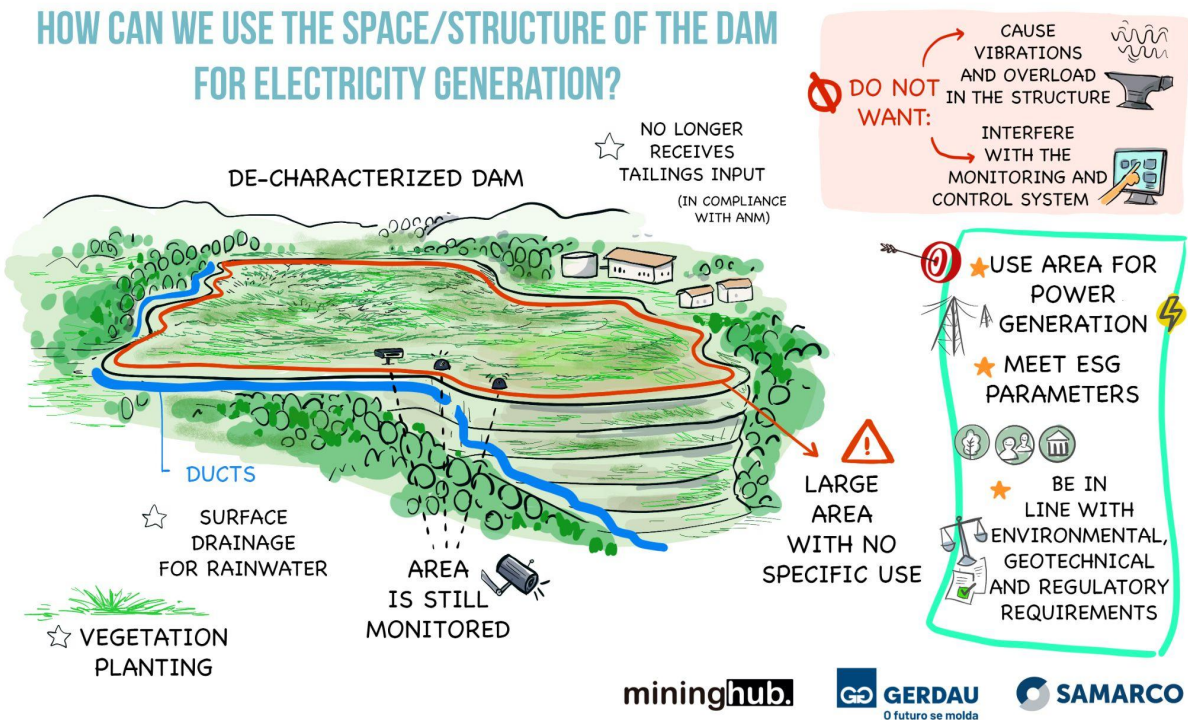 HOW CAN WE USE THE SPACE/STRUCTURE OF THE DAM
FOR ELECTRICITY GENERATION?
DO NOT
WANT:
CAUSE
VIBRATIONS
AND OVERLOAD
IN THE STRUCTURE
INTERFERE
WITH THE
MONITORING AND
CONTROL SYSTEM
NO LONGER
RECEIVES
TAILINGS INPUT
(IN COMPLIANCE
WITH ANM)
DE-CHARACTERIZED DAM
USE AREA FOR
POWER
GENERATION
MEET ESG
PARAMETERS
BE IN
LINE WITH
ENVIRONMENTAL,
GEOTECHNICAL
AND REGULATORY
REQUIREMENTS
DUCTS
SURFACE
DRAINAGE
FOR RAINWATER
AREA
IS STILL
MONITORED
LARGE
AREA
WITH NO
SPECIFIC USE
VEGETATION
PLANTING
mininghub.
GG GERDAU
O futuro se molda
SAMARCO